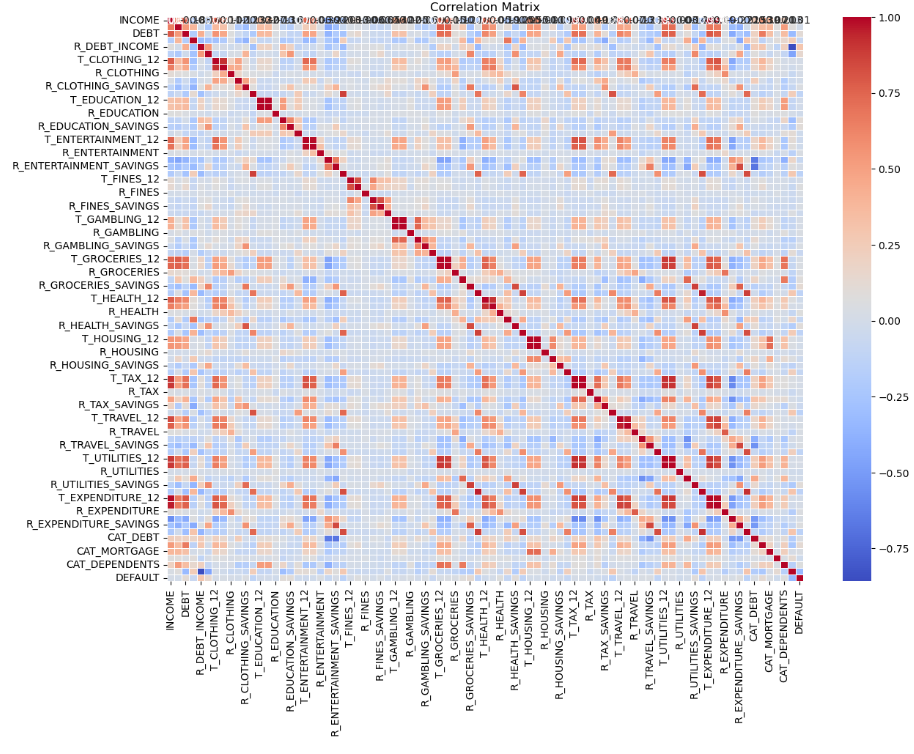 Correlation Matrix
INCOME
DEBT
R_DEBT_INCOME
T_CLOTHING_12
R_CLOTHING
R_CLOTHING_SAVINGS
T_EDUCATION_12
R_EDUCATION
R_EDUCATION_SAVINGS
T_ENTERTAINMENT_12
R_ENTERTAINMENT
R_ENTERTAINMENT_SAVINGS
T_FINES_12
R_FINES
R_FINES_SAVINGS
T_GAMBLING_12
R_GAMBLING
R_GAMBLING_SAVINGS
T_GROCERIES_12
R_GROCERIES
R_GROCERIES_SAVINGS
T_HEALTH_12
R_HEALTH
R_HEALTH_SAVINGS
T_HOUSING_12
R_HOUSING
R_HOUSING_SAVINGS
T_TAX_12
R_TAX
R_TAX_SAVINGS
T_TRAVEL_12
R_TRAVEL
R_TRAVEL_SAVINGS
T_UTILITIES_12
R_UTILITIES
R_UTILITIES_SAVINGS
T_EXPENDITURE_12
R_EXPENDITURE
R_EXPENDITURE_SAVINGS
CAT_DEBT
CAT_MORTGAGE
CAT_DEPENDENTS
DEFAULT
INCOME
DEBT
R_DEBT_INCOME
T_CLOTHING_12
R_CLOTHING
R_CLOTHING_SAVINGS
T_EDUCATION_12
R_EDUCATION
R_EDUCATION_SAVINGS
T_ENTERTAINMENT_12
R_ENTERTAINMENT
R_ENTERTAINMENT_SAVINGS
T_FINES_12
R_FINES
R_FINES_SAVINGS
T_GAMBLING_12
R_GAMBLING
R_GAMBLING_SAVINGS
T_GROCERIES_12
R_GROCERIES
R_GROCERIES_SAVINGS
T_HEALTH_12
R_HEALTH
R_HEALTH_SAVINGS
T_HOUSING_12
R_HOUSING
R_HOUSING_SAVINGS
T_TAX_12
R_TAX
R_TAX_SAVINGS
T_TRAVEL_12
R_TRAVEL
R_TRAVEL_SAVINGS
T_UTILITIES_12
R_UTILITIES
R_UTILITIES_SAVINGS
T_EXPENDITURE_12
R_EXPENDITURE
R_EXPENDITURE_SAVINGS
CAT_DEBT
CAT_MORTGAGE
CAT_DEPENDENTS
DEFAULT
1.00
0.75
0.50
0.25
0.00
−0.25
−0.50
−0.75